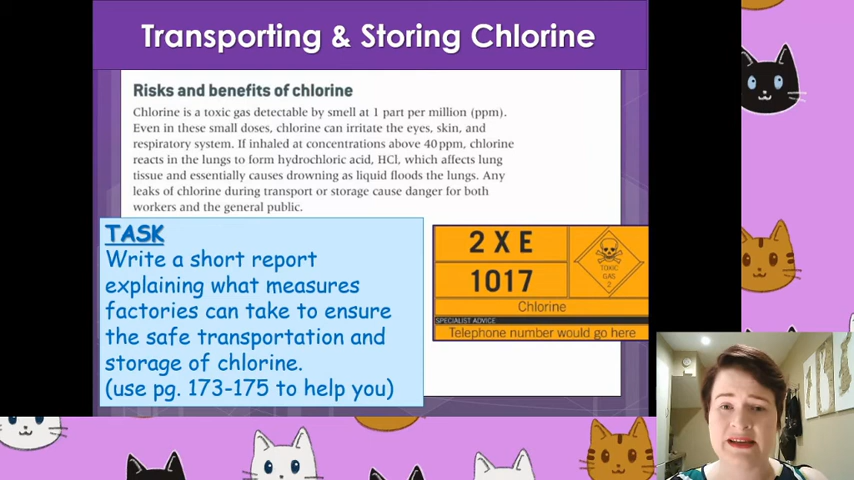 Transporting & Storing Chlorine
Risks and benefits of chlorine
Chlorine is a toxic gas detectable by smell at 1 part per million (ppm).
Even in these small doses, chlorine can irritate the eyes, skin, and
respiratory system. If inhaled at concentrations above 40 ppm, chlorine
reacts in the lungs to form hydrochloric acid, HCl, which affects lung
tissue and essentially causes drowning as liquid floods the lungs. Any
leaks of chlorine during transport or storage cause danger for both
workers and the general public.
TASK
Write a short report
explaining what measures
factories can take to ensure
the safe transportation and
storage of chlorine.
(use pg. 173-175 to help you)
2 X E
1017
TOXIC
GAS
2
Chlorine
SPECIALIST ADVICE
Telephone number would go here